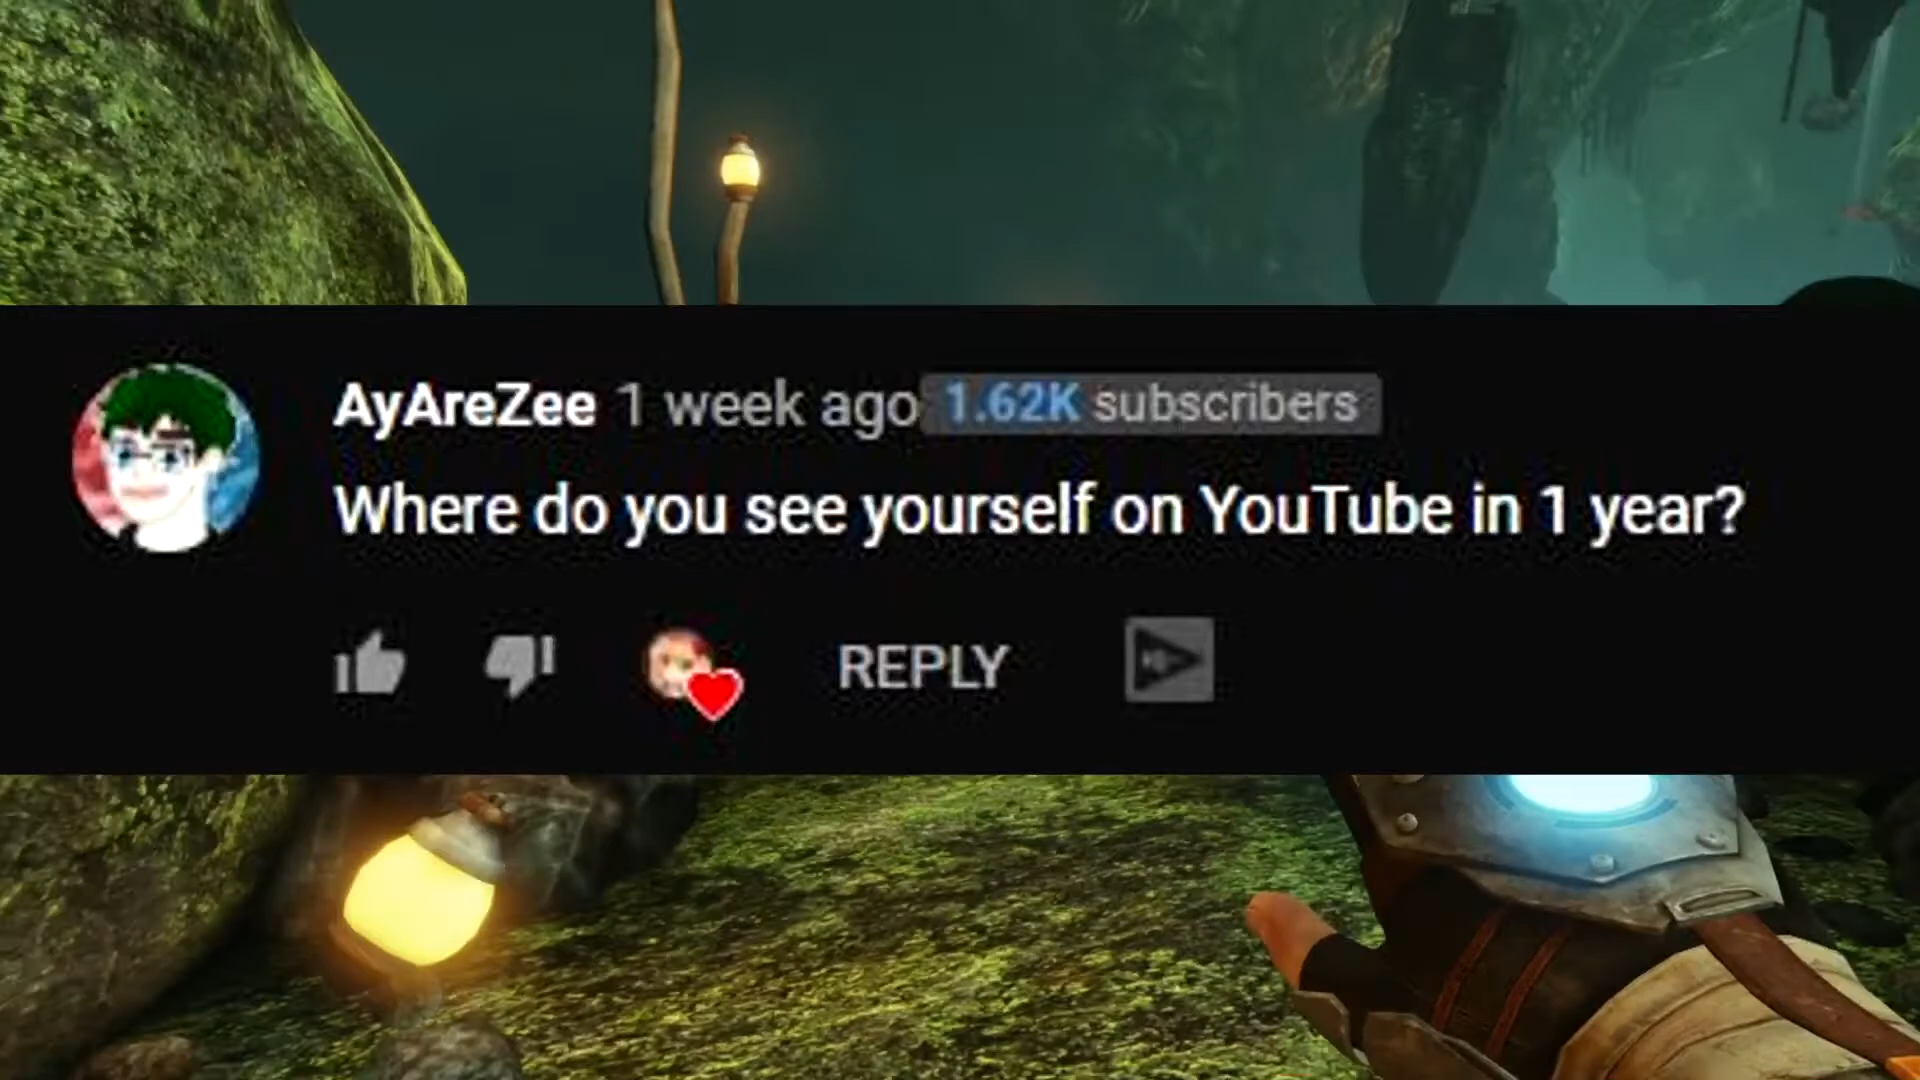 AyAreZee 1 week ago 1.62K subscribers
Where do you see yourself on YouTube in 1 year?
REPLY